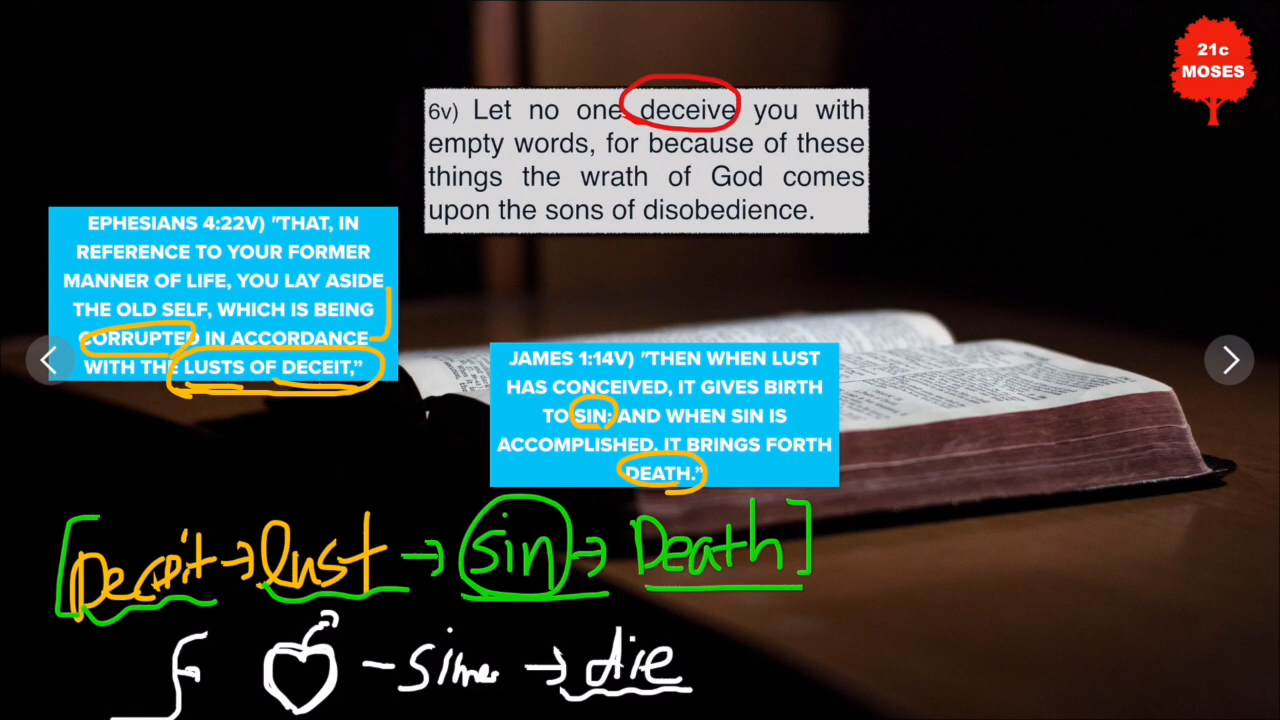 21c
MOSES
6v) Let no one deceive you with
empty words, for because of these
things the wrath of God comes
upon the sons of disobedience.
EPHESIANS 4:22V) "THAT, IN
REFERENCE TO YOUR FORMER
MANNER OF LIFE, YOU LAY ASIDE
THE OLD SELF, WHICH IS BEING
CORRUPTED IN ACCORDANCE
WITH THE LUSTS OF DECEIT,”
JAMES 1:14V) "THEN WHEN LUST
HAS CONCEIVED, IT GIVES BIRTH
TO SIN; AND WHEN SIN IS
ACCOMPLISHED, IT BRINGS FORTH
DEATH.”
[Deceit → lust → sin → Death]
→ die